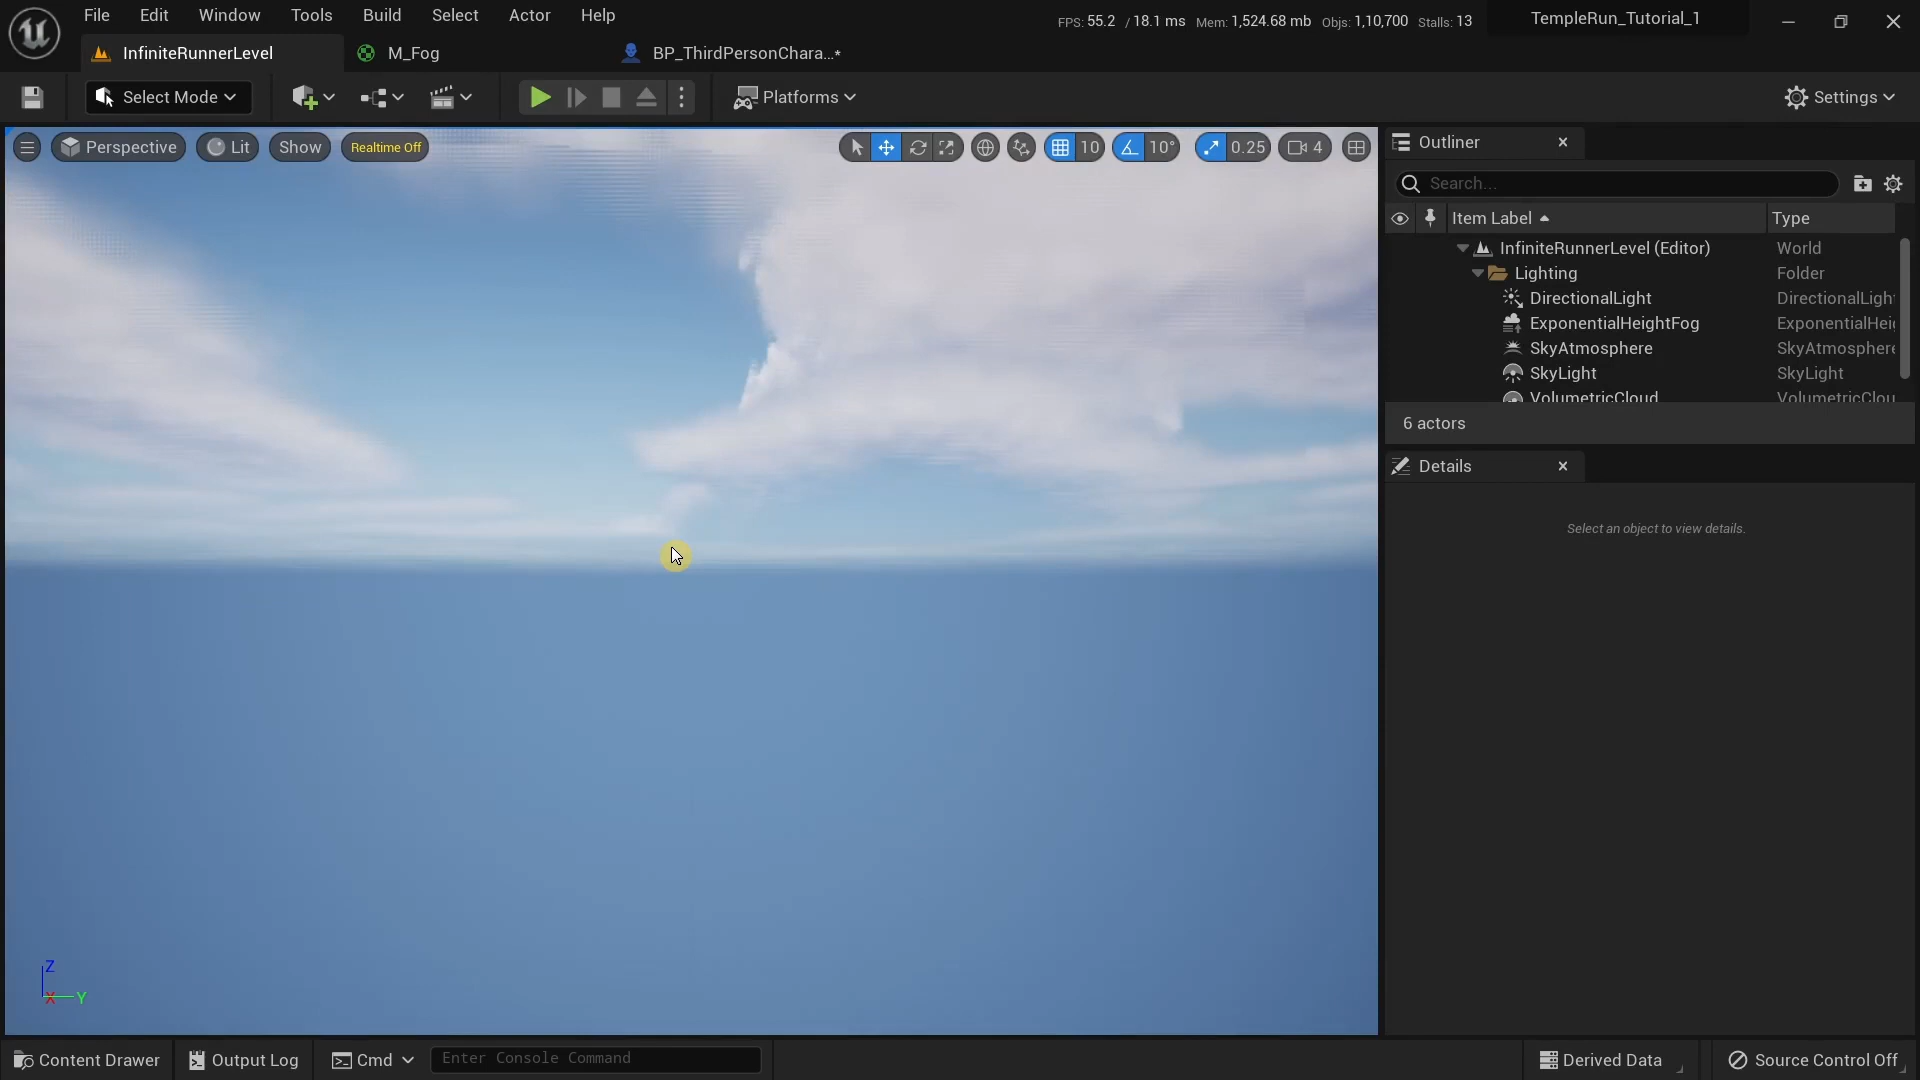 File Edit Window Tools Build Select Actor Help
FPS: 55.2 / 18.1 ms Mem: 1,524.68 mb Objs: 1,10,700 Stalls: 13
TempleRun_Tutorial_1
InfiniteRunnerLevel
M_Fog
BP_ThirdPersonChara...*
Select Mode
Platforms
Settings
Perspective
Lit
Show
Realtime Off
10
10°
0.25
4
Outliner
Search...
Item Label Type
InfiniteRunnerLevel (Editor) World
Lighting Folder
DirectionalLight DirectionalLigh
ExponentialHeightFog ExponentialHei
SkyAtmosphere SkyAtmosphere
SkyLight SkyLight
VolumetricCloud VolumetricClou
6 actors
Details
Select an object to view details.
Z
X Y
Content Drawer
Output Log
Cmd
Enter Console Command
Derived Data
Source Control Off